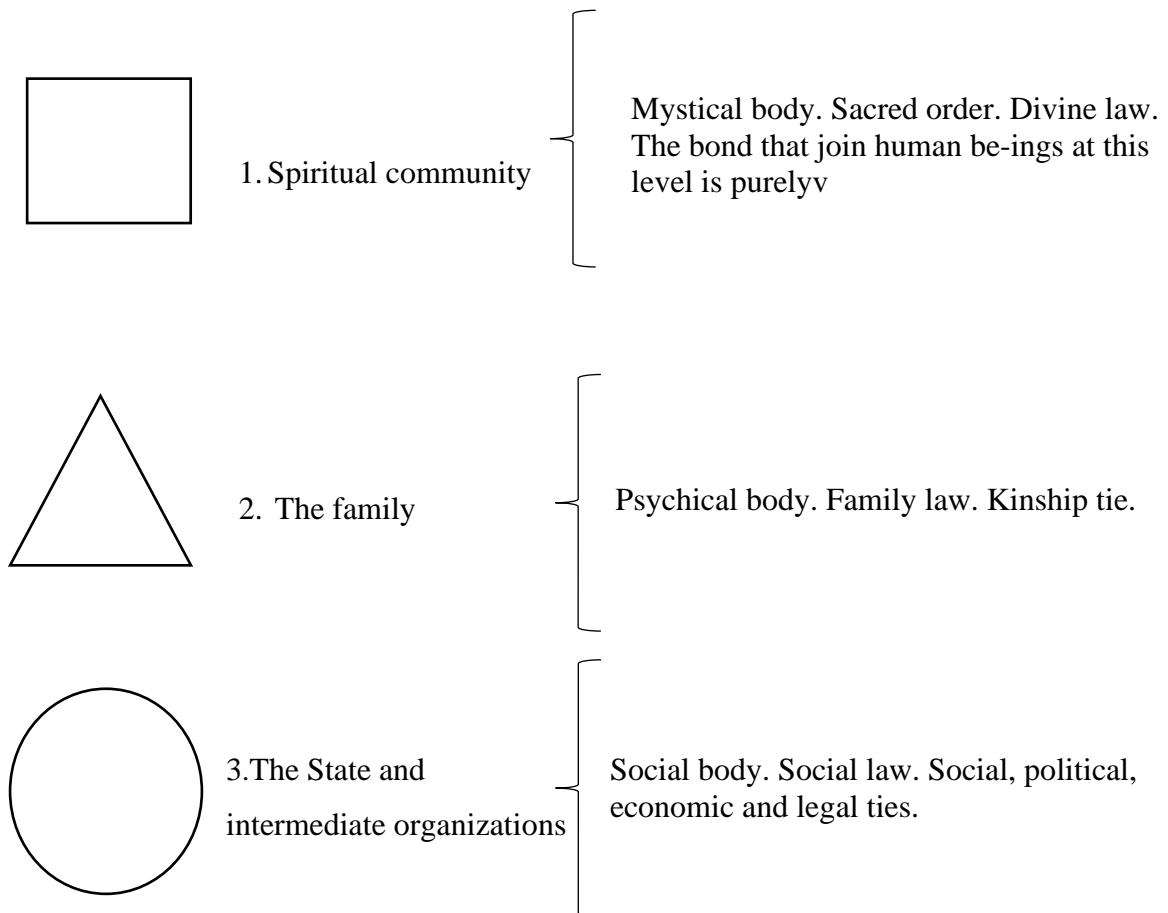 Mystical body. Sacred order. Divine law.
The bond that join human be-ings at this
level is purelyv
1. Spiritual community
2. The family
Psychical body. Family law. Kinship tie.
3.The State and
intermediate organizations
Social body. Social law. Social, political,
economic and legal ties.